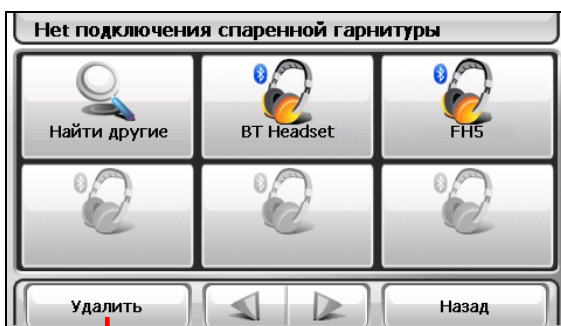 Нет подключения спаренной гарнитуры
Найти другие
BT Headset
FH5
Удалить
Назад